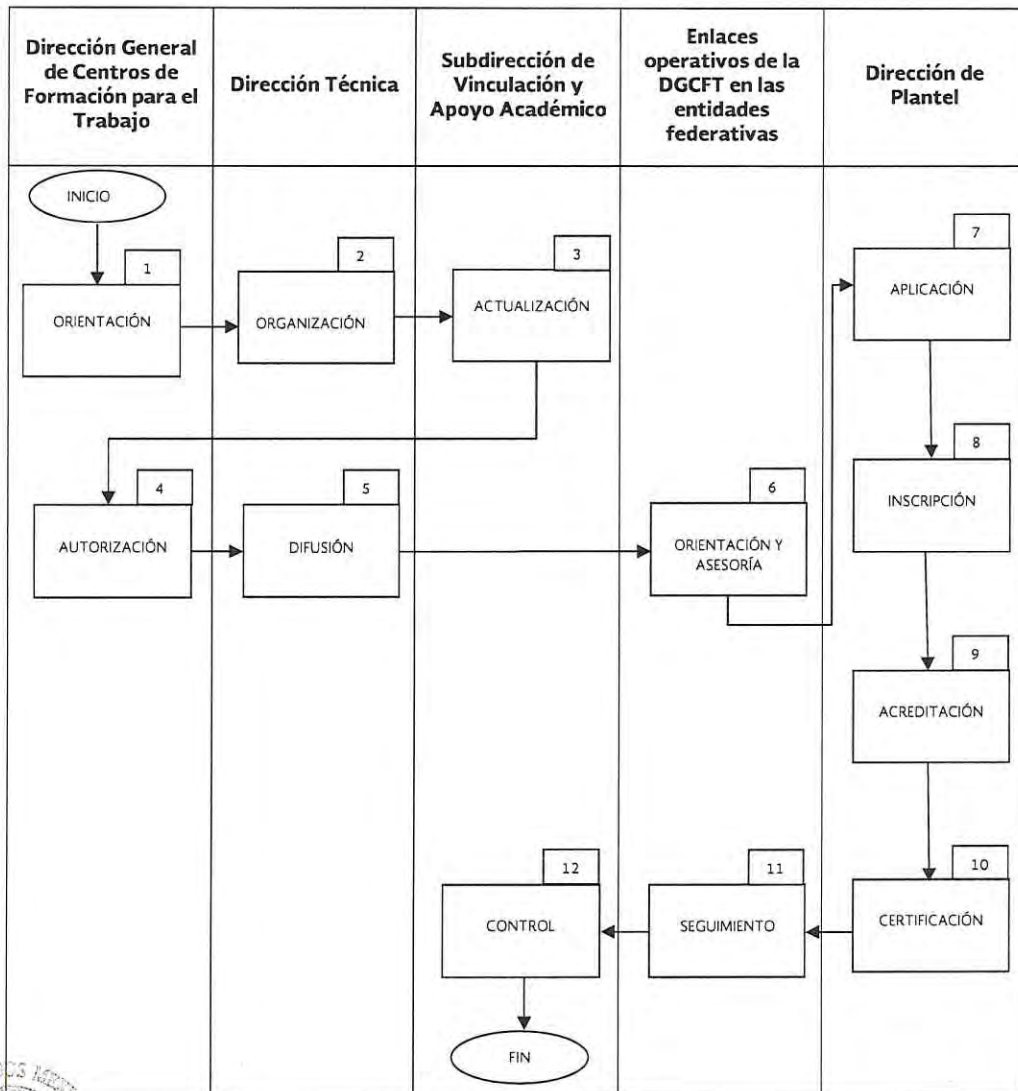 Dirección General
de Centros de
Formación para el
Trabajo
Dirección Técnica
Subdirección de
Vinculación y
Apoyo Académico
Enlaces
operativos de la
DGCFT en las
entidades
federativas
Dirección de
Plantel
INICIO
1
ORIENTACIÓN
2
ORGANIZACIÓN
3
ACTUALIZACIÓN
4
AUTORIZACIÓN
5
DIFUSIÓN
6
ORIENTACIÓN Y
ASESORÍA
7
APLICACIÓN
8
INSCRIPCIÓN
9
ACREDITACIÓN
10
CERTIFICACIÓN
11
SEGUIMIENTO
12
CONTROL
FIN